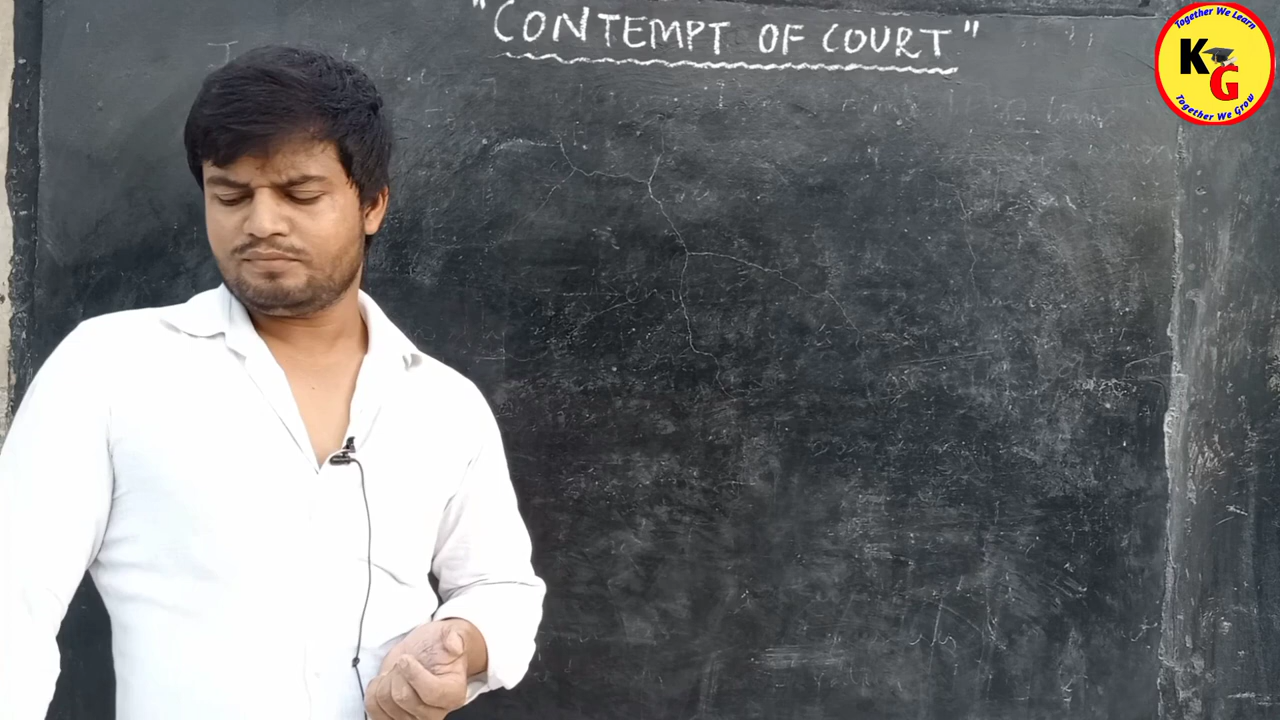 "CONTEMPT OF COURT"
Together We Learn
KG
Together We Grow